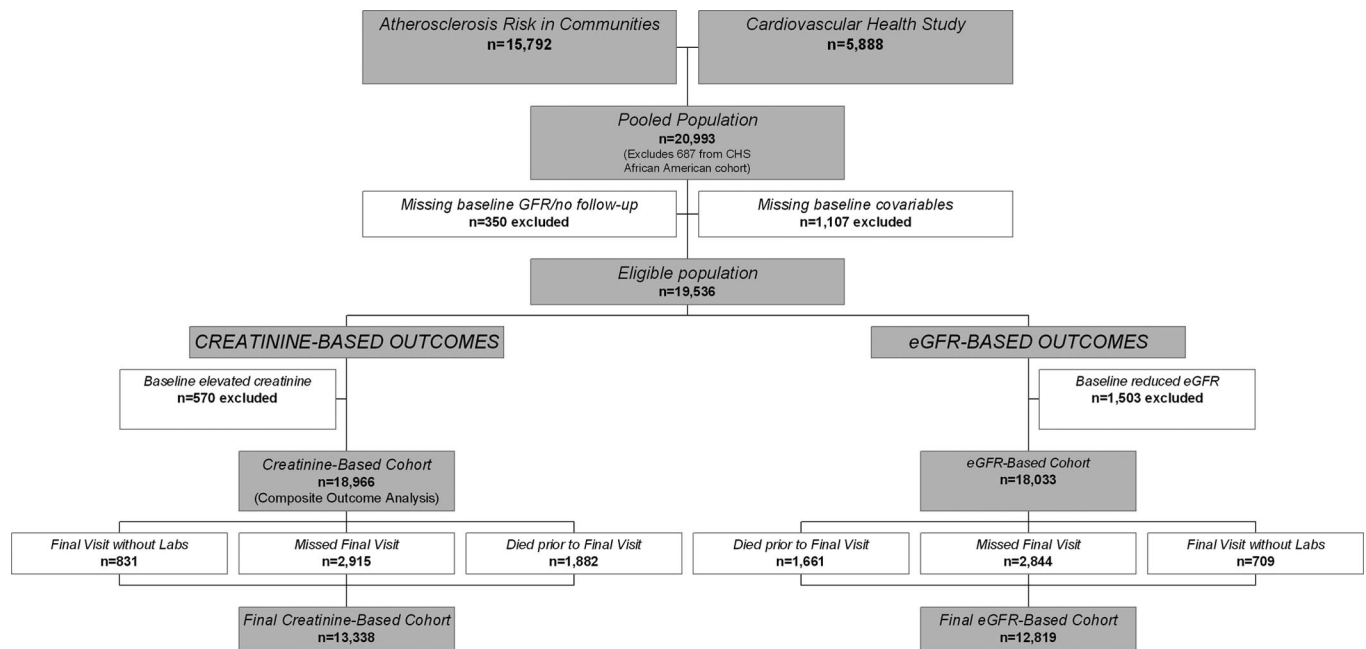 Atherosclerosis Risk in Communities
n=15,792
Cardiovascular Health Study
n=5,888
Pooled Population
n=20,993
(Excludes 687 from CHS
African American cohort)
Missing baseline GFR/no follow-up
n=350 excluded
Missing baseline covariables
n=1,107 excluded
Eligible population
n=19,536
CREATININE-BASED OUTCOMES
eGFR-BASED OUTCOMES
Baseline elevated creatinine
n=570 excluded
Baseline reduced eGFR
n=1,503 excluded
Creatinine-Based Cohort
n=18,966
(Composite Outcome Analysis)
eGFR-Based Cohort
n=18,033
Final Visit without Labs
n=831
Missed Final Visit
n=2,915
Died prior to Final Visit
n=1,882
Died prior to Final Visit
n=1,661
Missed Final Visit
n=2,844
Final Visit without Labs
n=709
Final Creatinine-Based Cohort
n=13,338
Final eGFR-Based Cohort
n=12,819